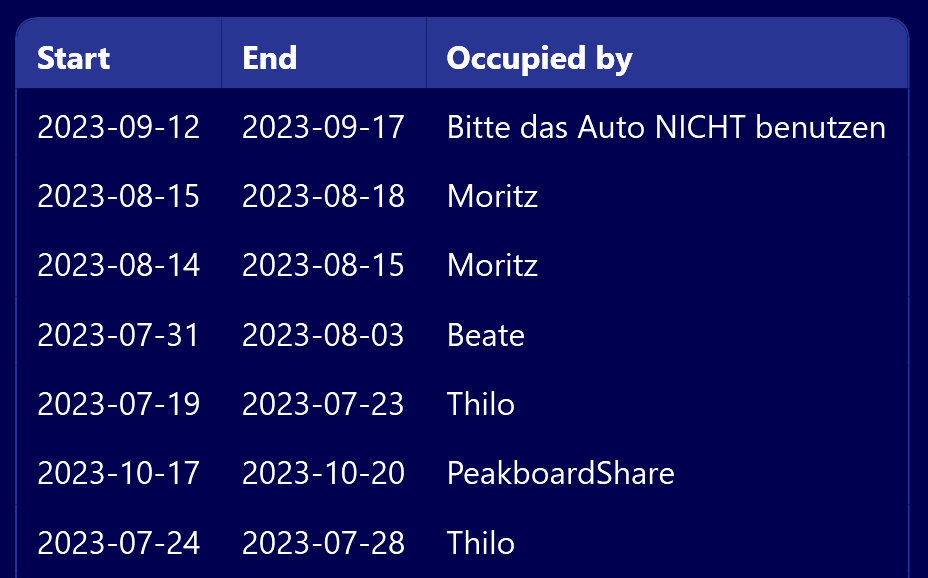 Start End Occupied by
2023-09-12 2023-09-17 Bitte das Auto NICHT benutzen
2023-08-15 2023-08-18 Moritz
2023-08-14 2023-08-15 Moritz
2023-07-31 2023-08-03 Beate
2023-07-19 2023-07-23 Thilo
2023-10-17 2023-10-20 PeakboardShare
2023-07-24 2023-07-28 Thilo